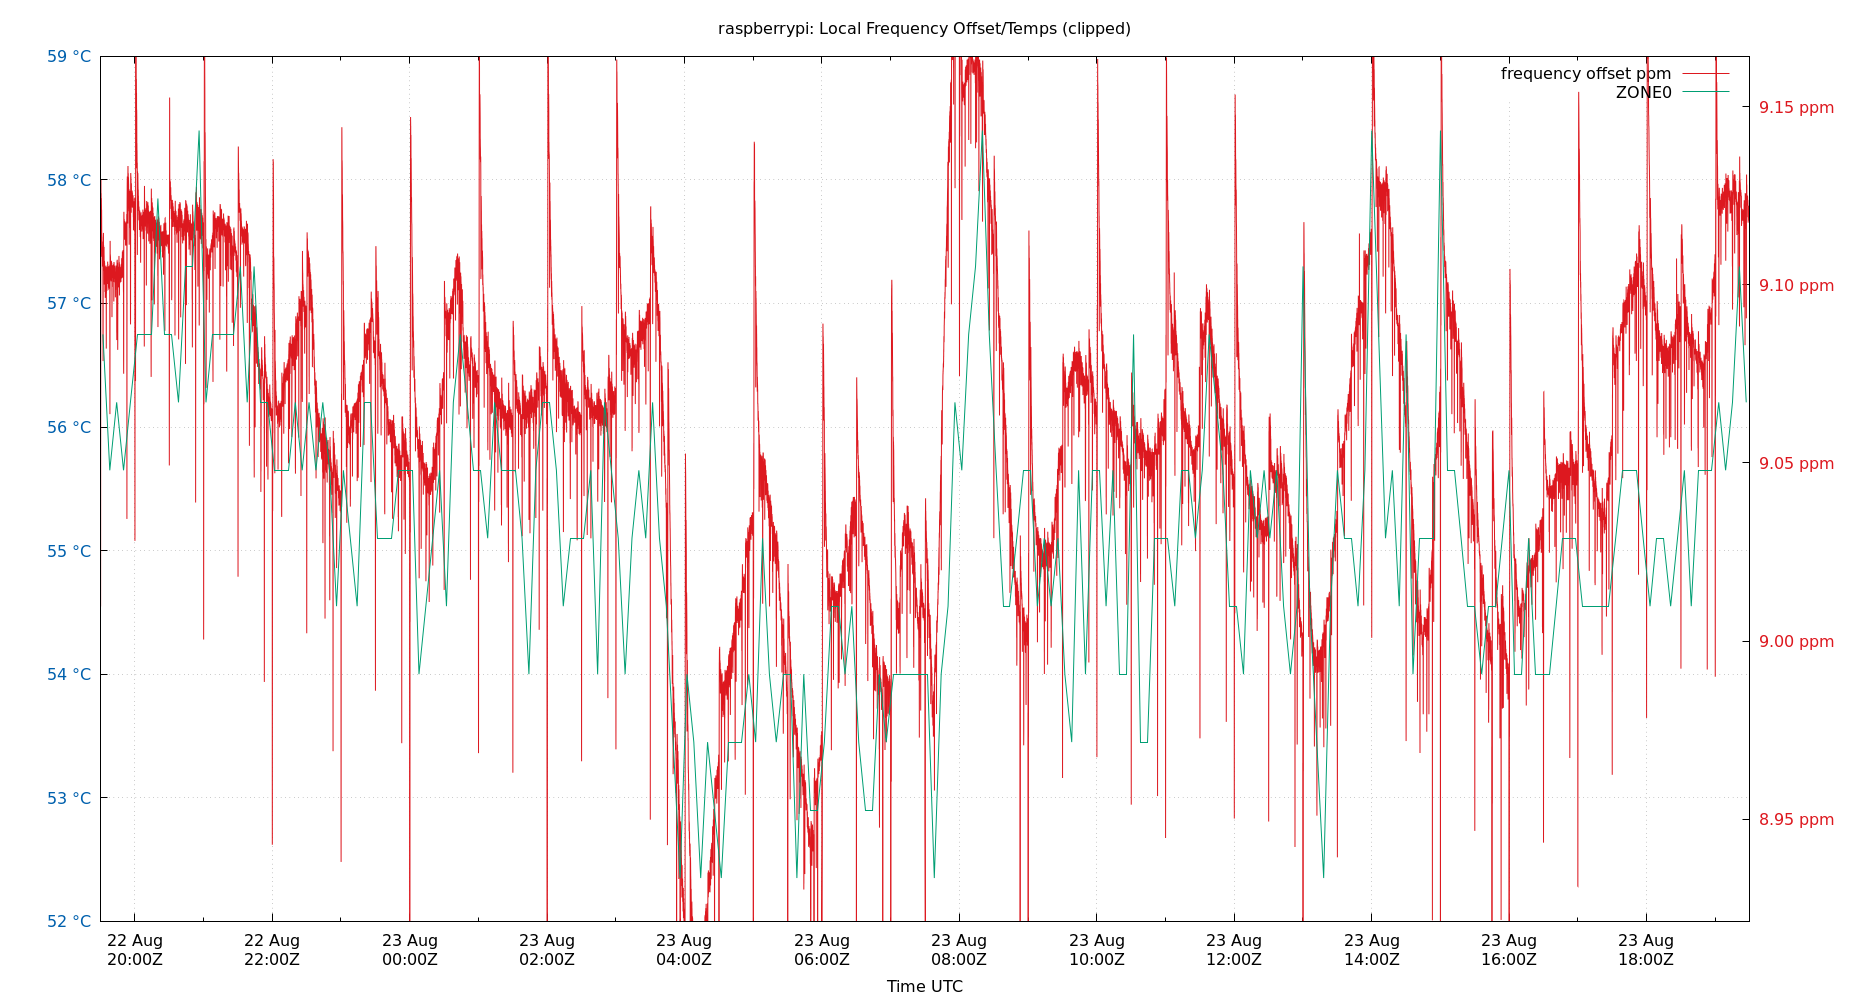 raspberrypi: Local Frequency Offset/Temps (clipped)
59 °C
58 °C
57 °C
56 °C
55 °C
54 °C
53 °C
52 °C
frequency offset ppm
ZONE0
9.15 ppm
9.10 ppm
9.05 ppm
9.00 ppm
8.95 ppm
22 Aug
20:00Z
22 Aug
22:00Z
23 Aug
00:00Z
23 Aug
02:00Z
23 Aug
04:00Z
23 Aug
06:00Z
23 Aug
08:00Z
23 Aug
10:00Z
23 Aug
12:00Z
23 Aug
14:00Z
23 Aug
16:00Z
23 Aug
18:00Z
Time UTC